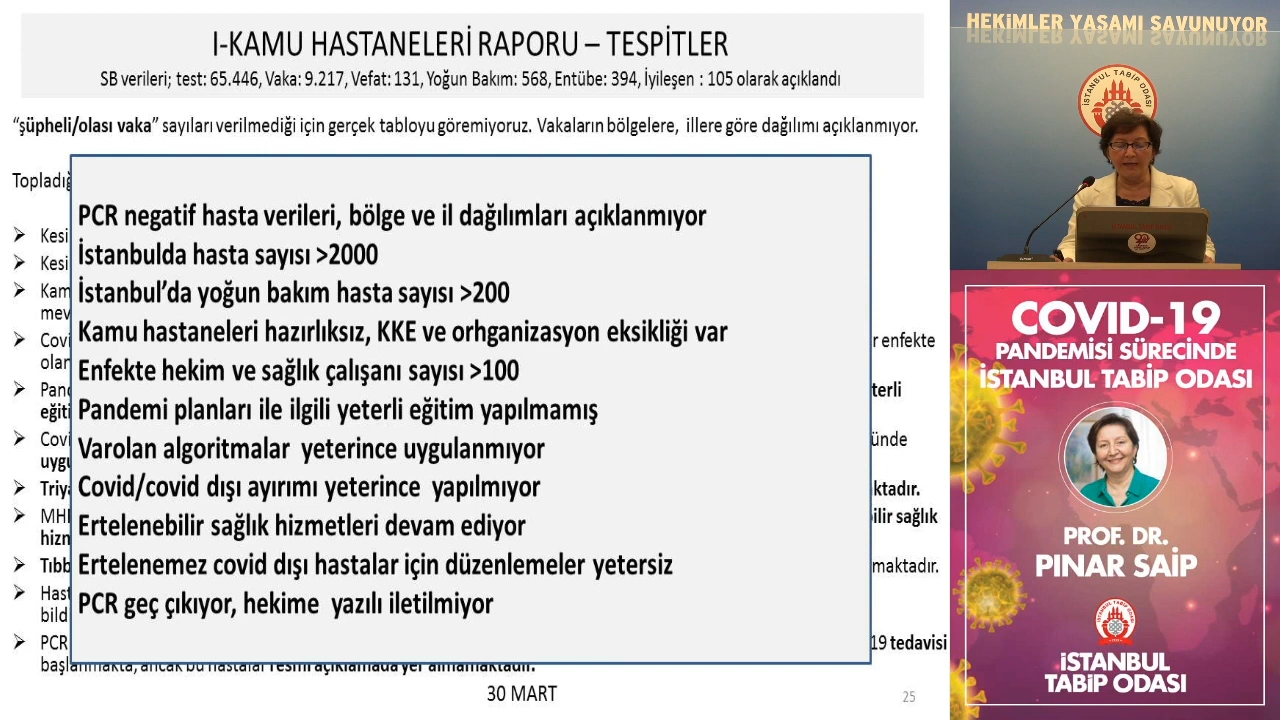 I-KAMU HASTANELERİ RAPORU – TESPİTLER
SB verileri; test: 65.446, Vaka: 9.217, Vefat: 131, Yoğun Bakım: 568, Entübe: 394, İyileşen : 105 olarak açıklandı
“şüpheli/olası vaka” sayıları verilmediği için gerçek tabloyu göremiyoruz. Vakaların bölgelere, illere göre dağılımı açıklanmıyor.
PCR negatif hasta verileri, bölge ve il dağılımları açıklanmıyor
İstanbulda hasta sayısı >2000
İstanbul’da yoğun bakım hasta sayısı >200
Kamu hastaneleri hazırlıksız, KKE ve orhganizasyon eksikliği var
Enfekte hekim ve sağlık çalışanı sayısı >100
Pandemi planları ile ilgili yeterli eğitim yapılmamış
Varolan algoritmalar yeterince uygulanmıyor
Covid/covid dışı ayırımı yeterince yapılmıyor
Ertelenebilir sağlık hizmetleri devam ediyor
Ertelenemez covid dışı hastalar için düzenlemeler yetersiz
PCR geç çıkıyor, hekime yazılı iletilmiyor
enfekte
19 tedavisi
30 MART
25
HEKİMLER YAŞAMI SAVUNUYOR
İSTANBUL TABİP ODASI
COVID-19
PANDEMİSİ SÜRECİNDE
İSTANBUL TABİP ODASI
PROF. DR.
PINAR SAİP
İSTANBUL
TABİP ODASI